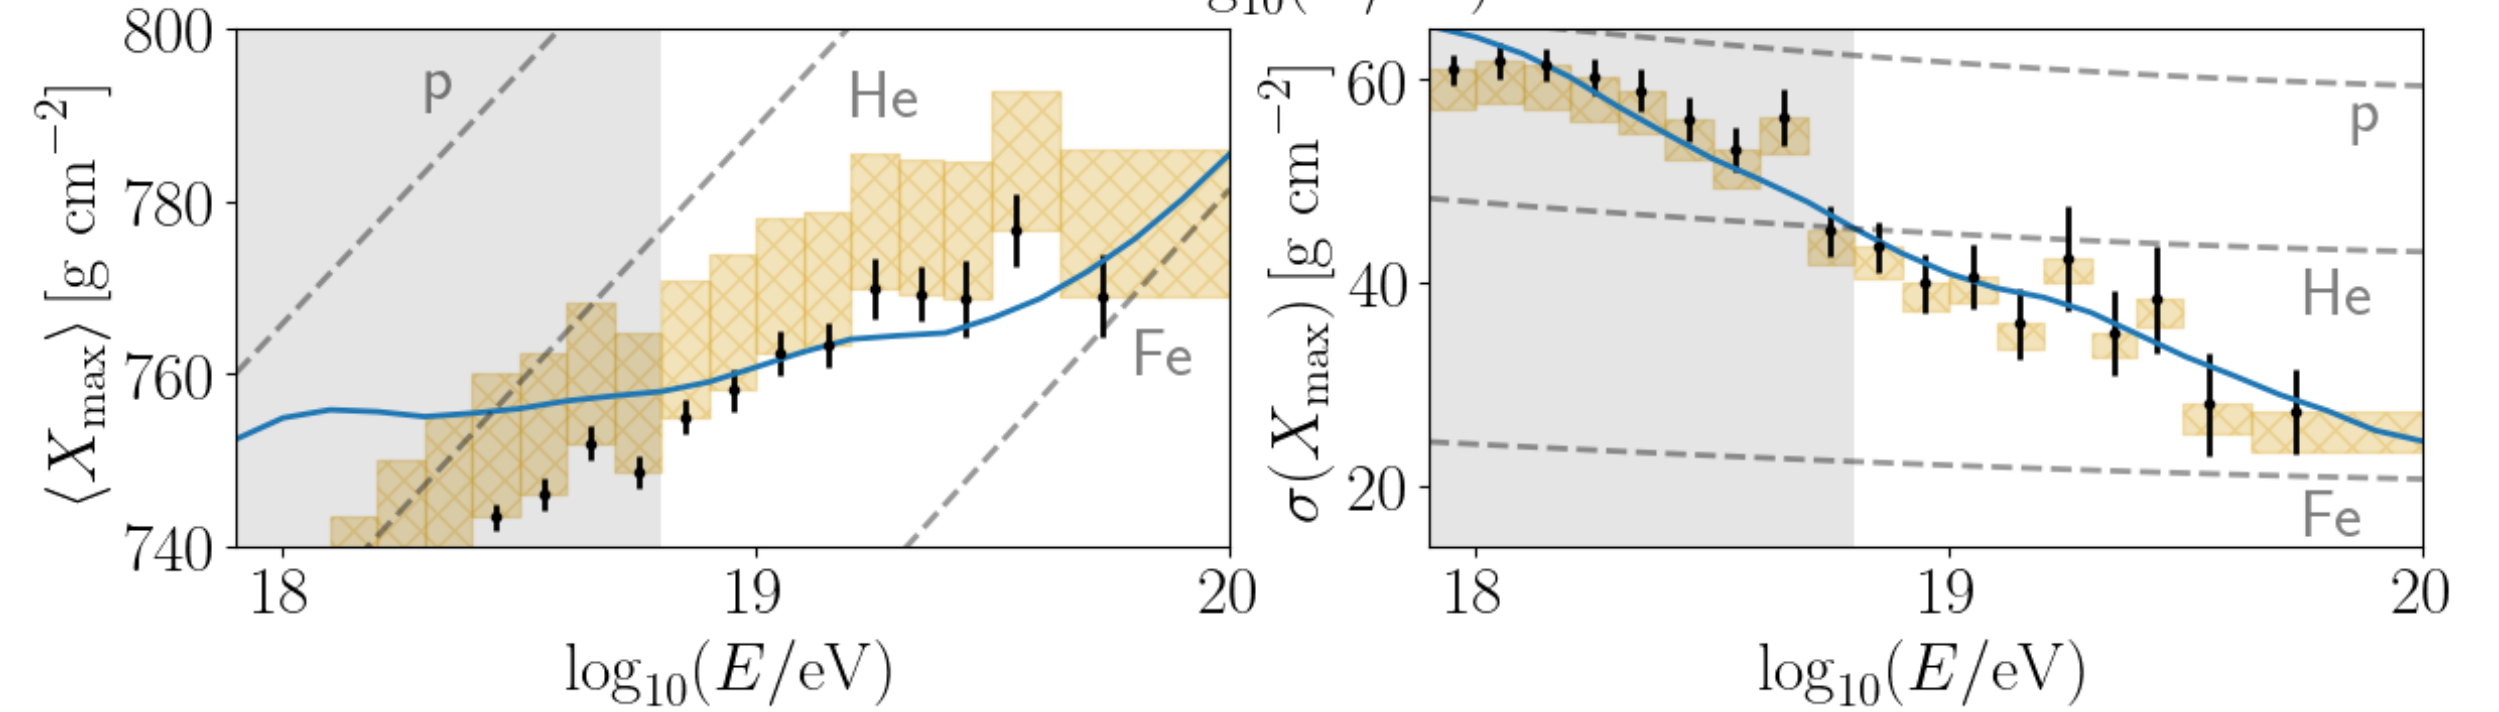 800
780
760
740
⟨X_max⟩ [g cm⁻²]
p
He
Fe
18
19
20
log₁₀(E/eV)
60
40
20
σ(X_max) [g cm⁻²]
p
He
Fe
18
19
20
log₁₀(E/eV)